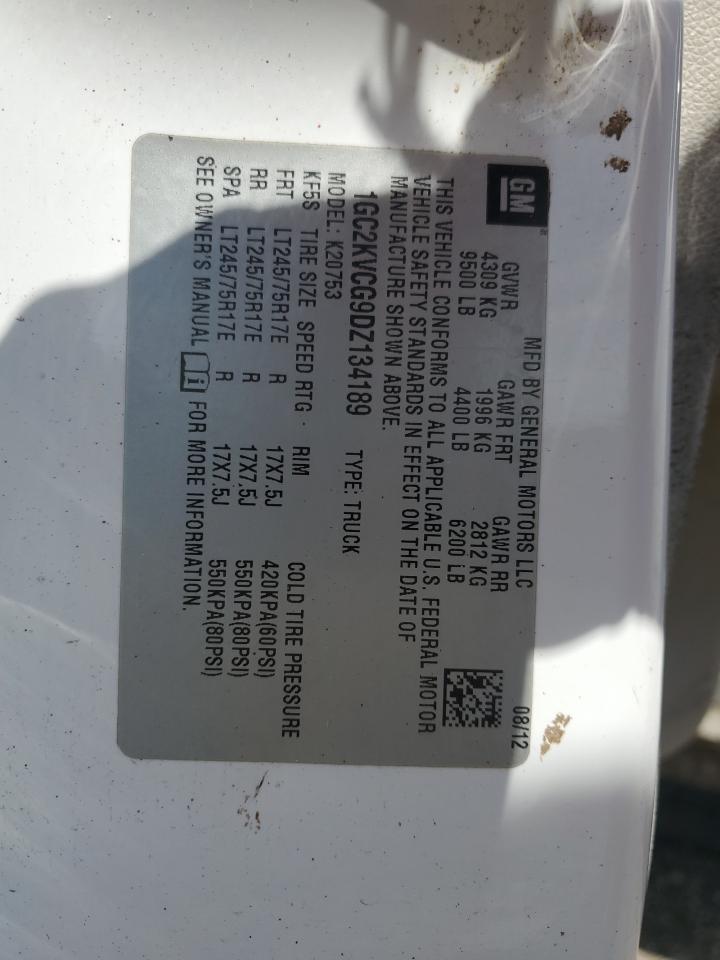 GM®
MFD BY GENERAL MOTORS LLC 08/12
GVWR GAWR FRT GAWR RR
4309 KG 1996 KG 2812 KG
9500 LB 4400 LB 6200 LB
THIS VEHICLE CONFORMS TO ALL APPLICABLE U.S. FEDERAL MOTOR
VEHICLE SAFETY STANDARDS IN EFFECT ON THE DATE OF
MANUFACTURE SHOWN ABOVE.
1GC2KVCG9DZ134189 TYPE: TRUCK
MODEL: K20753
KFBS TIRE SIZE SPEED RTG RIM COLD TIRE PRESSURE
FRT LT245/75R17E R 17X7.5J 420KPA(60PSI)
RR LT245/75R17E R 17X7.5J 550KPA(80PSI)
SPA LT245/75R17E R 17X7.5J 550KPA(80PSI)
SEE OWNER'S MANUAL FOR MORE INFORMATION.